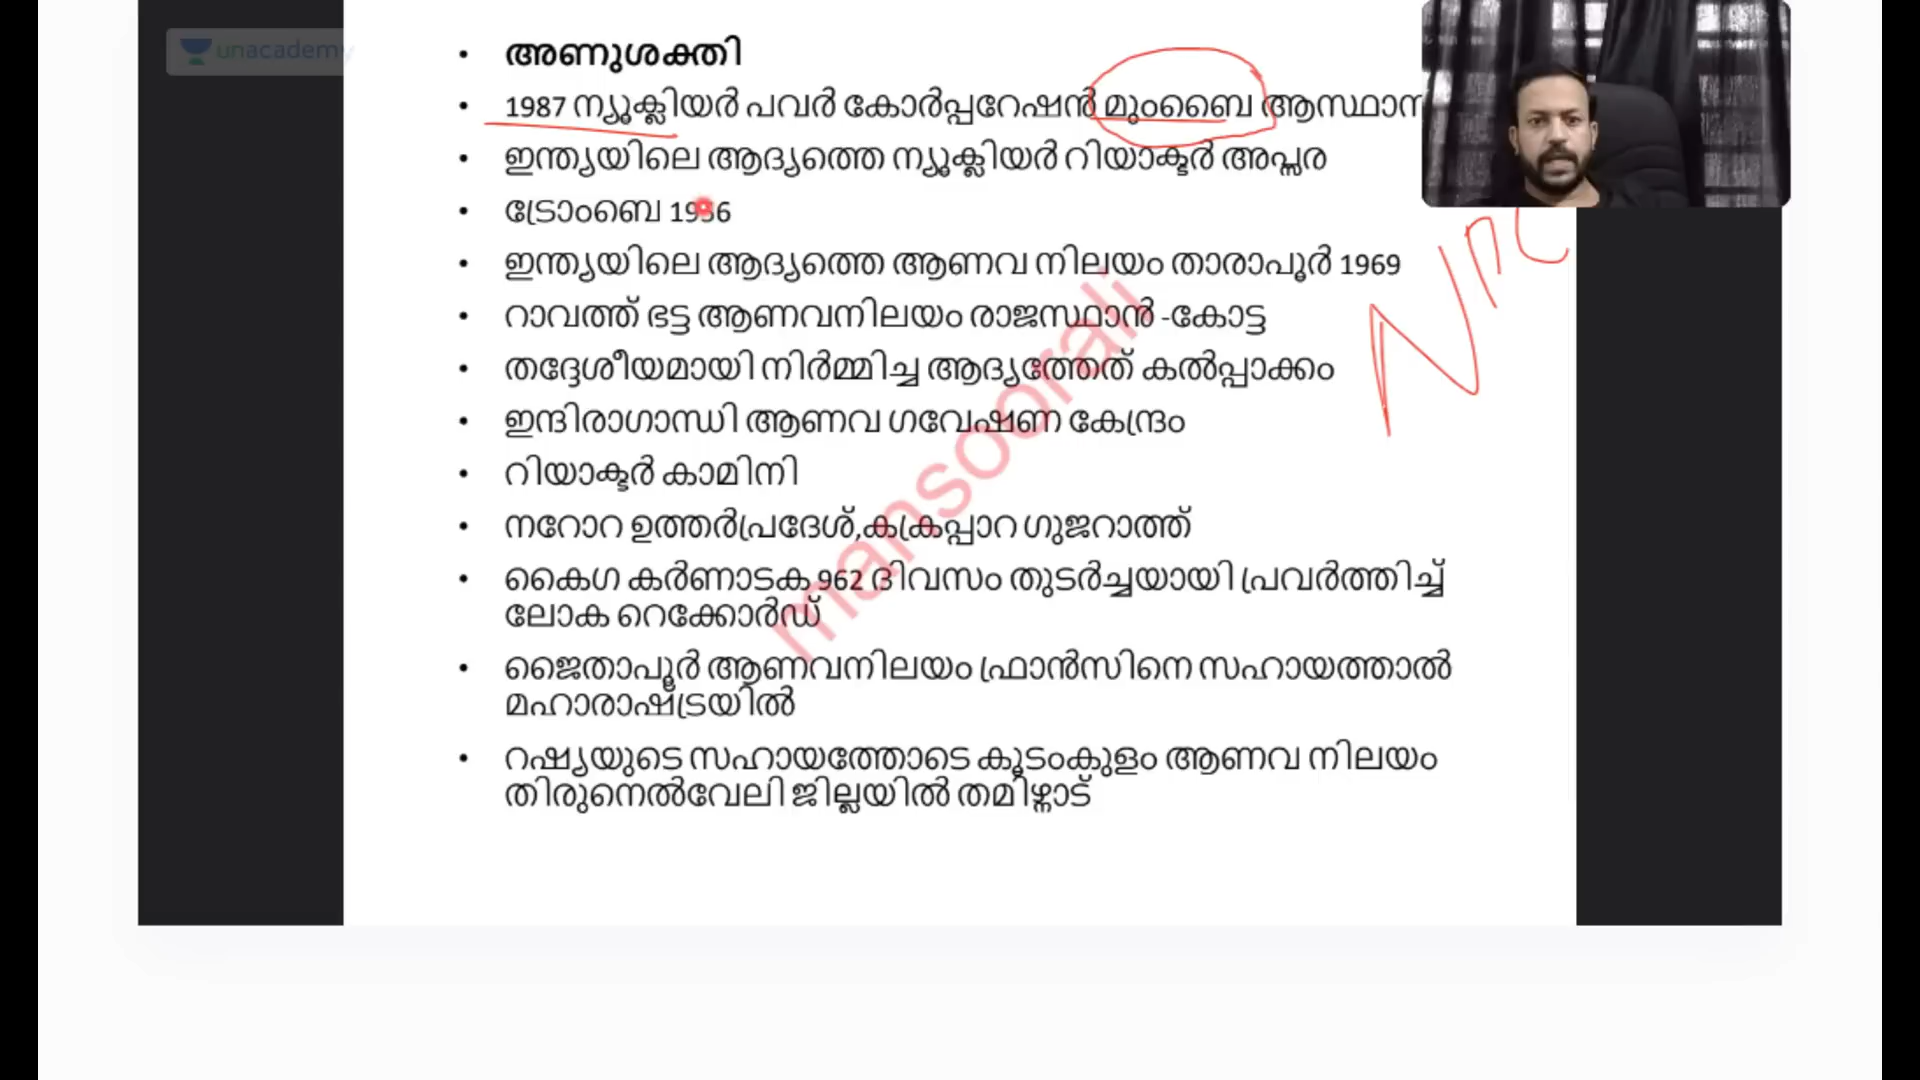 unacademy
അണുശക്തി
1987 ന്യൂക്ലിയർ പവർ കോർപ്പറേഷൻ മുംബൈ
ഇന്ത്യയിലെ ആദ്യത്തെ ന്യൂക്ലിയർ റിയാക്ടർ അപ്സര
ട്രോംബെ 1956
ഇന്ത്യയിലെ ആദ്യത്തെ ആണവ നിലയം താരാപൂർ 1969
റാവത്ത് ഭട്ട ആണവനിലയം രാജസ്ഥാൻ -കോട്ട
തദ്ദേശീയമായി നിർമ്മിച്ച ആദ്യത്തേത് കൽപ്പാക്കം
ഇന്ദിരാഗാന്ധി ആണവ ഗവേഷണ കേന്ദ്രം
റിയാക്ടർ കാമിനി
നറോറ ഉത്തർപ്രദേശ്,കക്രപ്പാറ ഗുജറാത്ത്
കൈഗ കർണാടക 962 ദിവസം തുടർച്ചയായി പ്രവർത്തിച്ച്
ലോക റെക്കോർഡ്
ജൈതാപൂർ ആണവനിലയം ഫ്രാൻസിനെ സഹായത്താൽ
മഹാരാഷ്ട്രയിൽ
റഷ്യയുടെ സഹായത്തോടെ കൂടംകുളം ആണവ നിലയം
തിരുനെൽവേലി ജില്ലയിൽ തമിഴ്നാട്
mansoorali